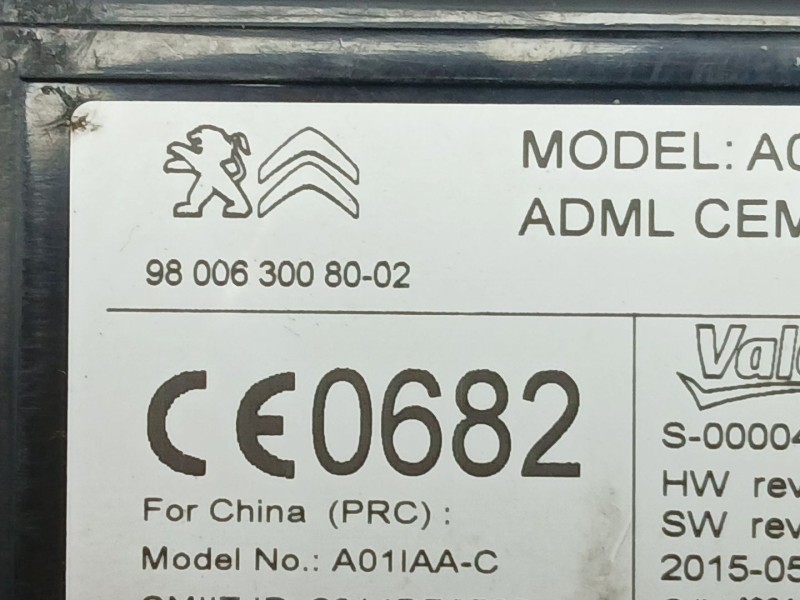 MODEL: A0
ADML CEM
98 006 300 80-02
CE0682
For China (PRC) :
Model No.: A01IAA-C
Vale
S-00004
HW rev
SW rev
2015-05